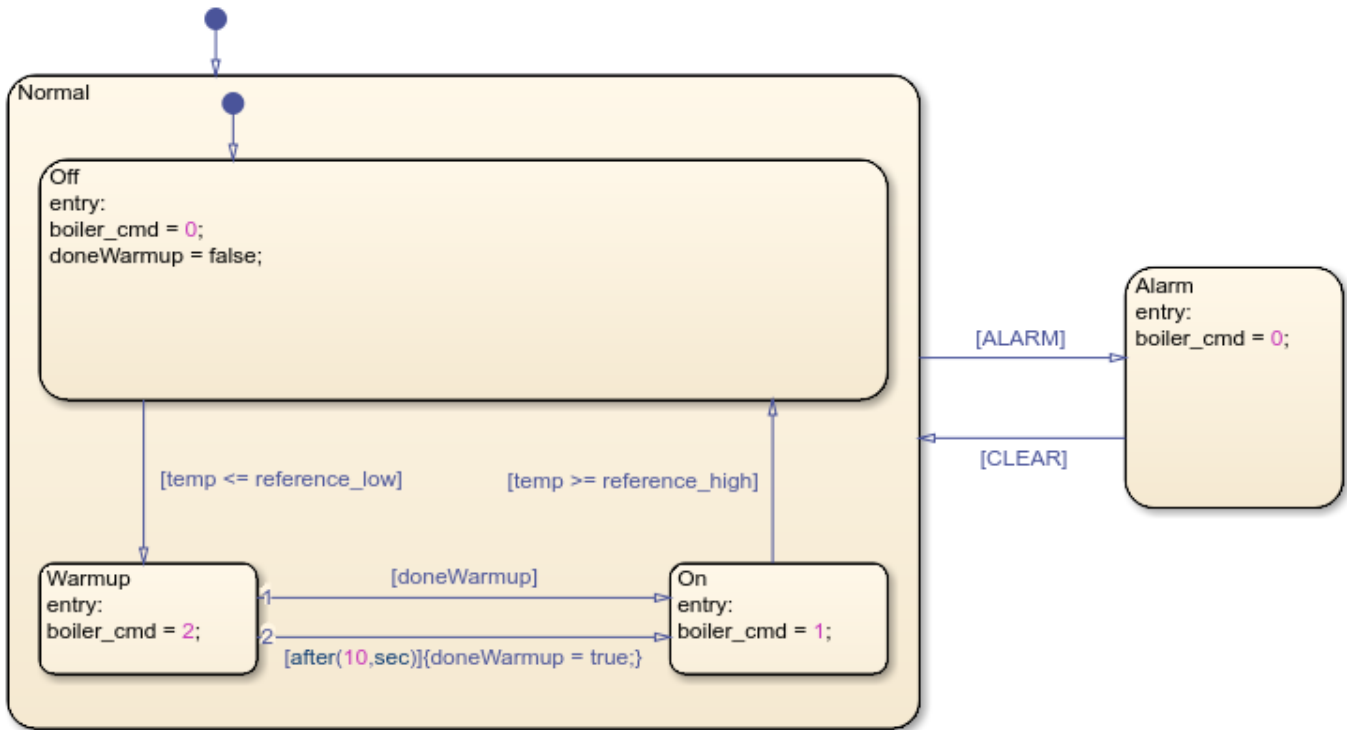 Normal
Off
entry:
boiler_cmd = 0;
doneWarmup = false;
Alarm
entry:
boiler_cmd = 0;
[ALARM]
[CLEAR]
[temp <= reference_low]
[temp >= reference_high]
Warmup
entry:
boiler_cmd = 2;
1
[doneWarmup]
2
[after(10,sec)]{doneWarmup = true;}
On
entry:
boiler_cmd = 1;